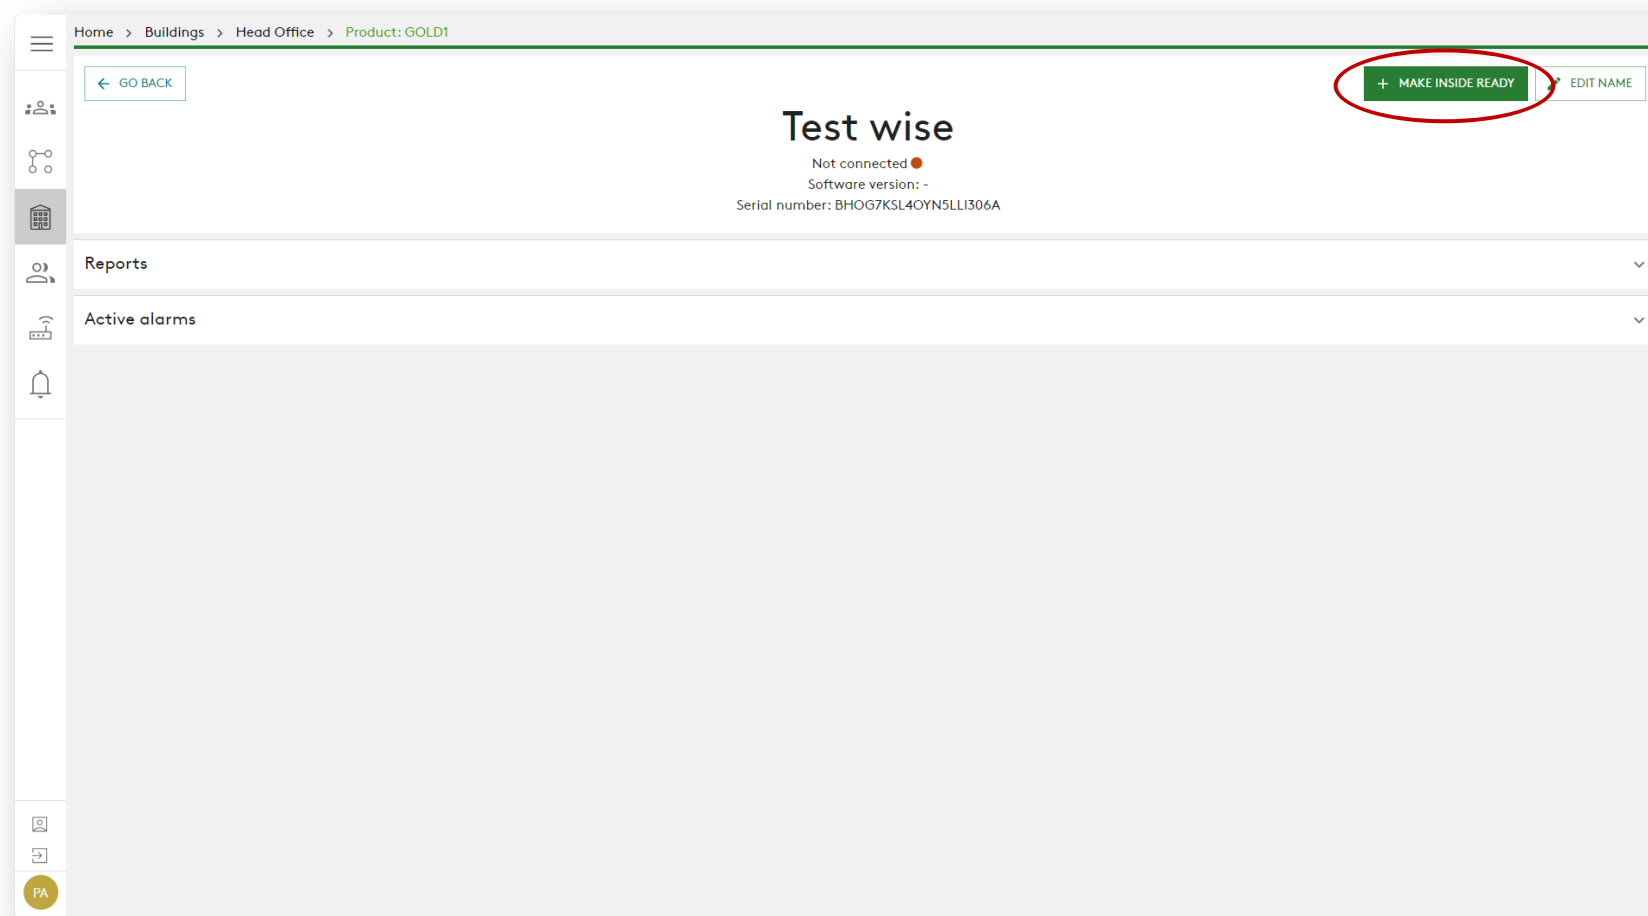 Home > Buildings > Head Office > Product: GOLD1
GO BACK
+ MAKE INSIDE READY
EDIT NAME
Test wise
Not connected
Software version: -
Serial number: BHOG7KSL4OYN5LLI306A
Reports
Active alarms
PA